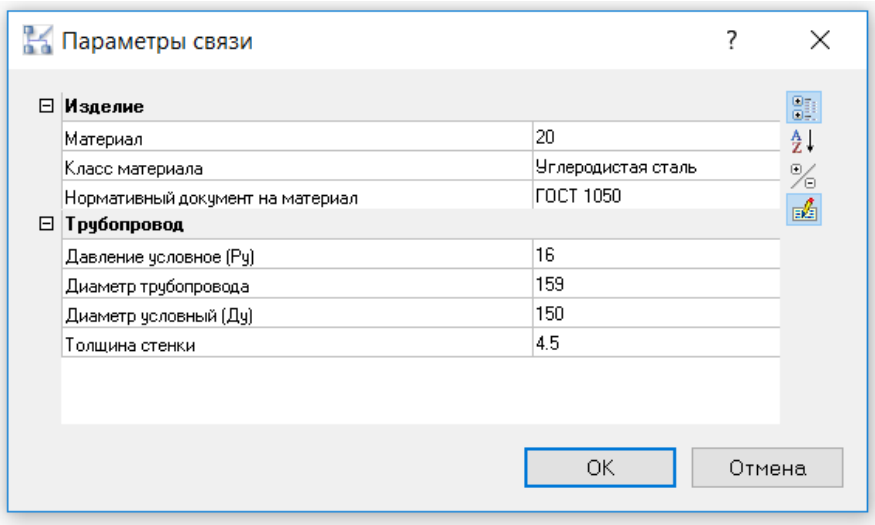 Параметры связи
Изделие
Материал 20
Класс материала Углеродистая сталь
Нормативный документ на материал ГОСТ 1050
Трубопровод
Давление условное (Ру) 16
Диаметр трубопровода 159
Диаметр условный (Ду) 150
Толщина стенки 4.5
OK Отмена